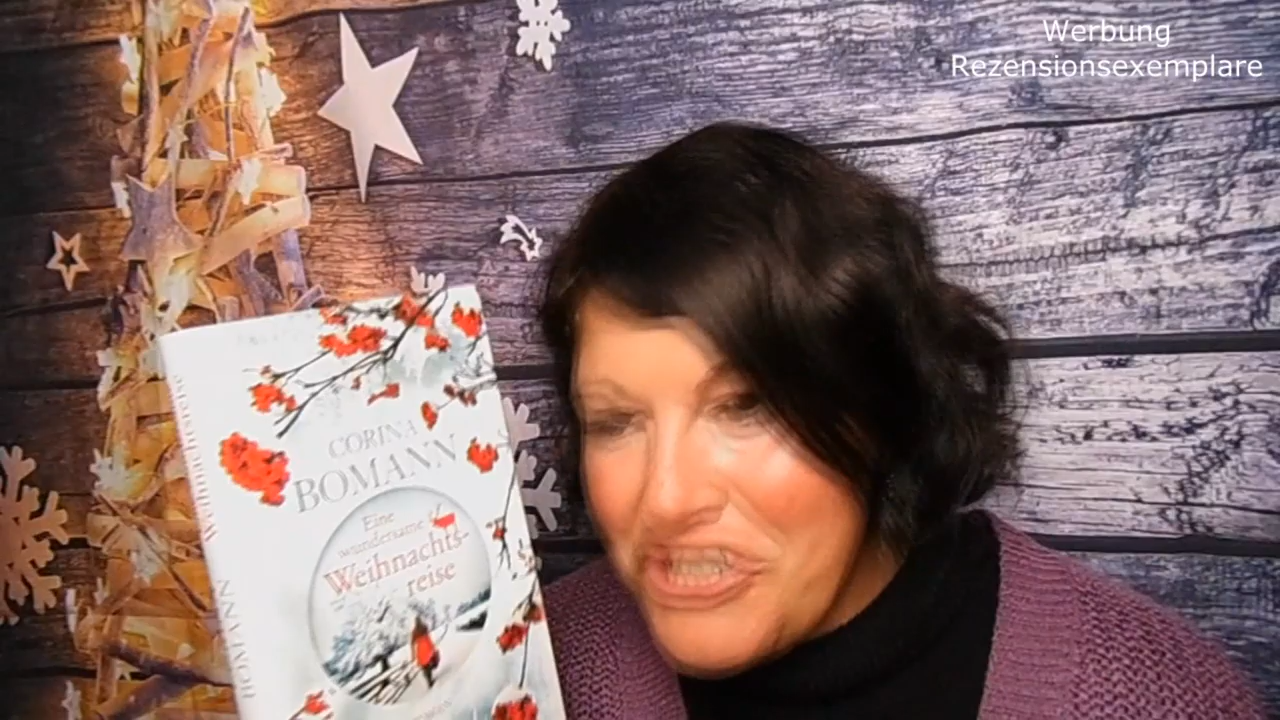 Werbung
Rezensionsexemplare
CORINA
BOMANN
Eine
wundersame
Weihnachts-
reise
BOMANN